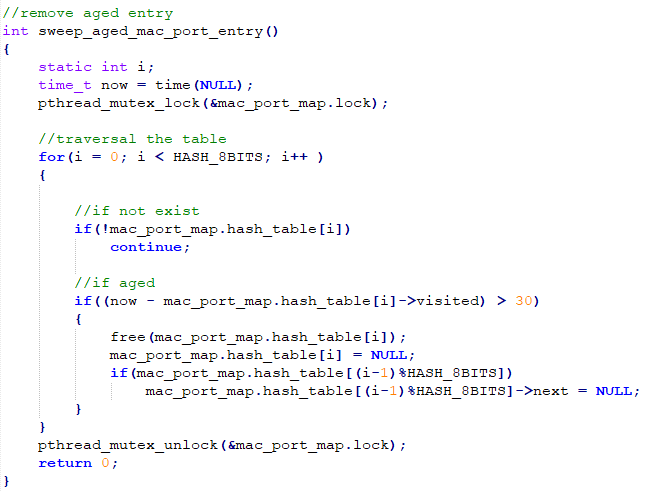 //remove aged entry
int sweep_aged_mac_port_entry()
{
    static int i;
    time_t now = time(NULL);
    pthread_mutex_lock(&mac_port_map.lock);

    //traversal the table
    for(i = 0; i < HASH_8BITS; i++ )
    {

        //if not exist
        if(!mac_port_map.hash_table[i])
            continue;

        //if aged
        if((now - mac_port_map.hash_table[i]->visited) > 30)
        {
            free(mac_port_map.hash_table[i]);
            mac_port_map.hash_table[i] = NULL;
            if(mac_port_map.hash_table[(i-1)%HASH_8BITS])
                mac_port_map.hash_table[(i-1)%HASH_8BITS]->next = NULL;
        }
    }
    pthread_mutex_unlock(&mac_port_map.lock);
    return 0;
}